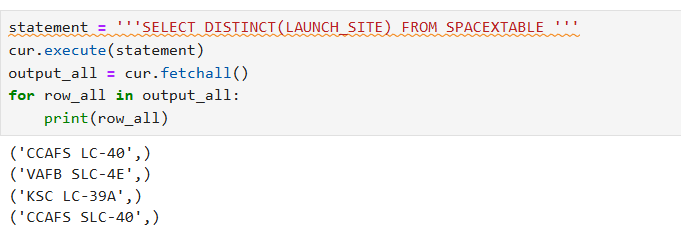 statement = '''SELECT DISTINCT(LAUNCH_SITE) FROM SPACEXTABLE '''
cur.execute(statement)
output_all = cur.fetchall()
for row_all in output_all:
    print(row_all)
('CCAFS LC-40',)
('VAFB SLC-4E',)
('KSC LC-39A',)
('CCAFS SLC-40',)